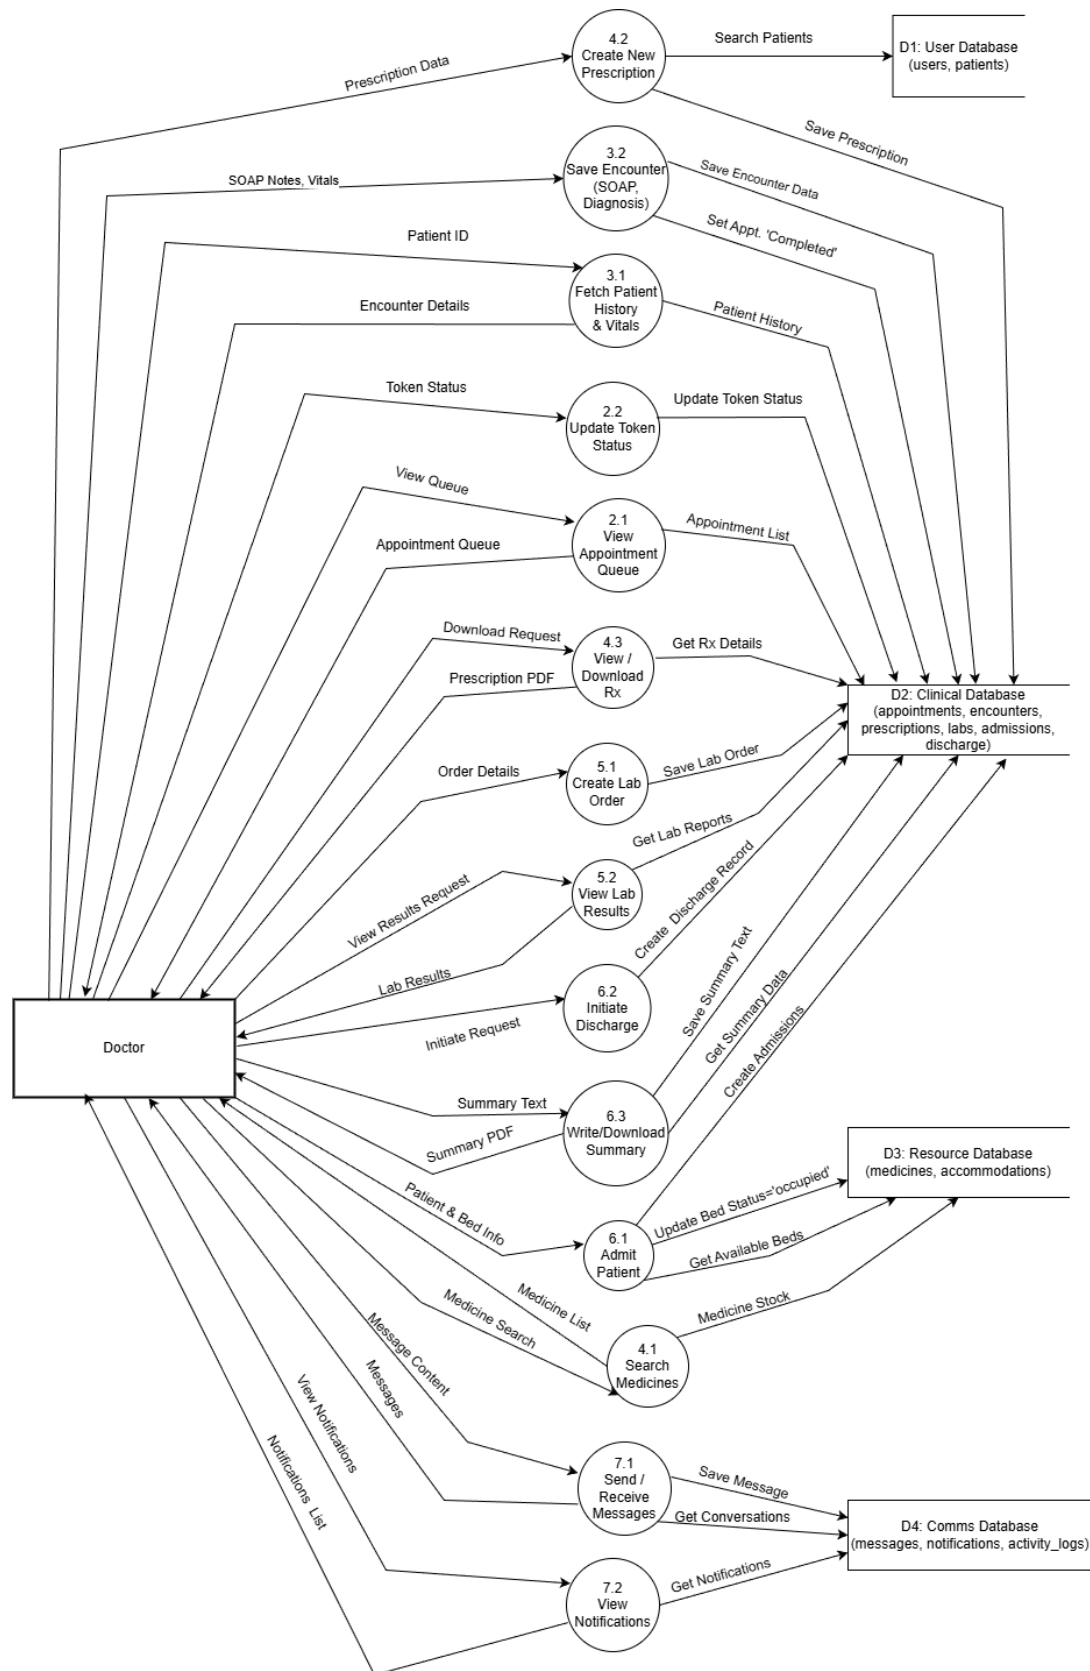 4.2
Create New
Prescription
Search Patients
D1: User Database
(users, patients)
Prescription Data
Save Prescription
3.2
Save Encounter
(SOAP,
Diagnosis)
SOAP Notes, Vitals
Save Encounter Data
Set Appt. 'Completed'
Patient ID
3.1
Fetch Patient
History
& Vitals
Encounter Details
Patient History
Token Status
2.2
Update Token
Status
Update Token Status
View Queue
2.1
View
Appointment
Queue
Appointment List
Appointment Queue
Download Request
4.3
View /
Download
Rx
Get Rx Details
Prescription PDF
D2: Clinical Database
(appointments, encounters,
prescriptions, labs, admissions,
discharge)
Order Details
5.1
Create Lab
Order
Save Lab Order
View Results Request
5.2
View Lab
Results
Get Lab Reports
Lab Results
Create Discharge Record
6.2
Initiate
Discharge
Initiate Request
Doctor
Save Summary Text
Get Summary Data
Create Admissions
Summary Text
6.3
Write/Download
Summary
Summary PDF
D3: Resource Database
(medicines, accommodations)
Patient & Bed Info
6.1
Admit
Patient
Update Bed Status='occupied'
Get Available Beds
Medicine List
Medicine Search
4.1
Search
Medicines
Medicine Stock
Message Content
Messages
7.1
Send /
Receive
Messages
Save Message
Get Conversations
D4: Comms Database
(messages, notifications, activity_logs)
View Notifications
Notifications List
7.2
View
Notifications
Get Notifications